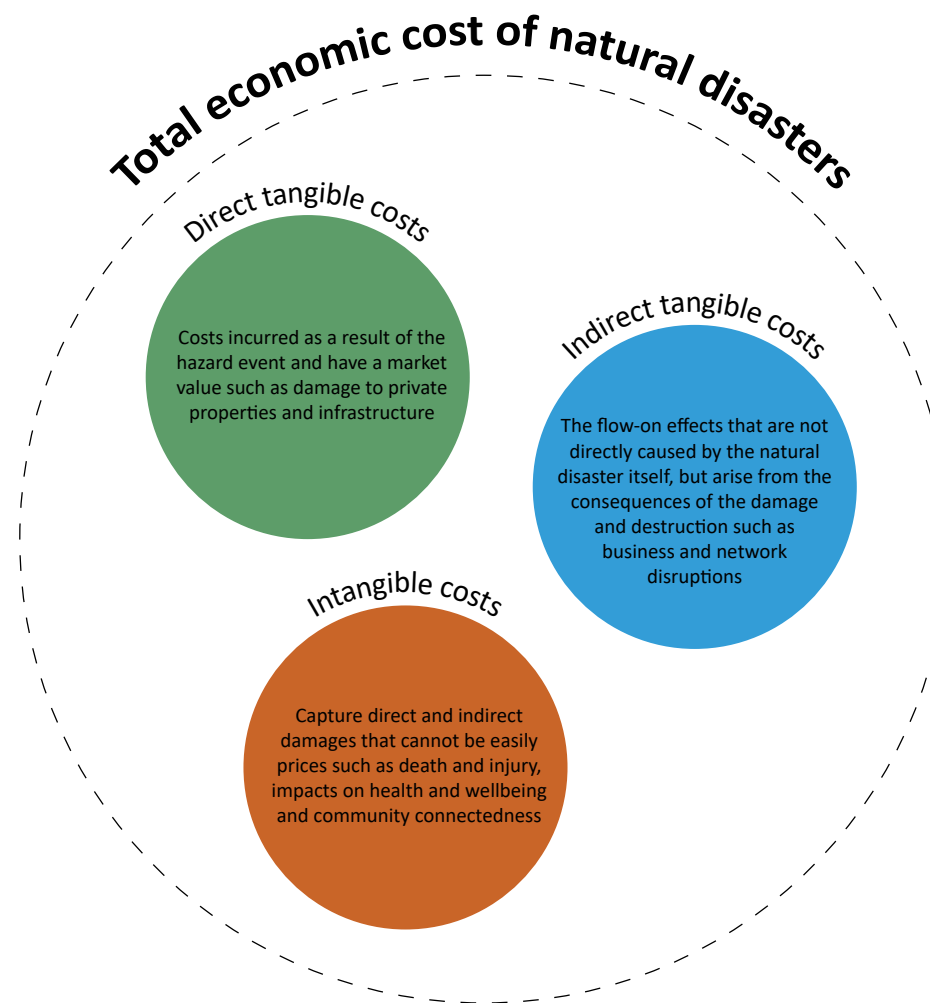 Total economic cost of natural disasters
Direct tangible costs
Costs incurred as a result of the
hazard event and have a market
value such as damage to private
properties and infrastructure
Indirect tangible costs
The flow-on effects that are not
directly caused by the natural
disaster itself, but arise from the
consequences of the damage
and destruction such as
business and network
disruptions
Intangible costs
Capture direct and indirect
damages that cannot be easily
prices such as death and injury,
impacts on health and wellbeing
and community connectedness